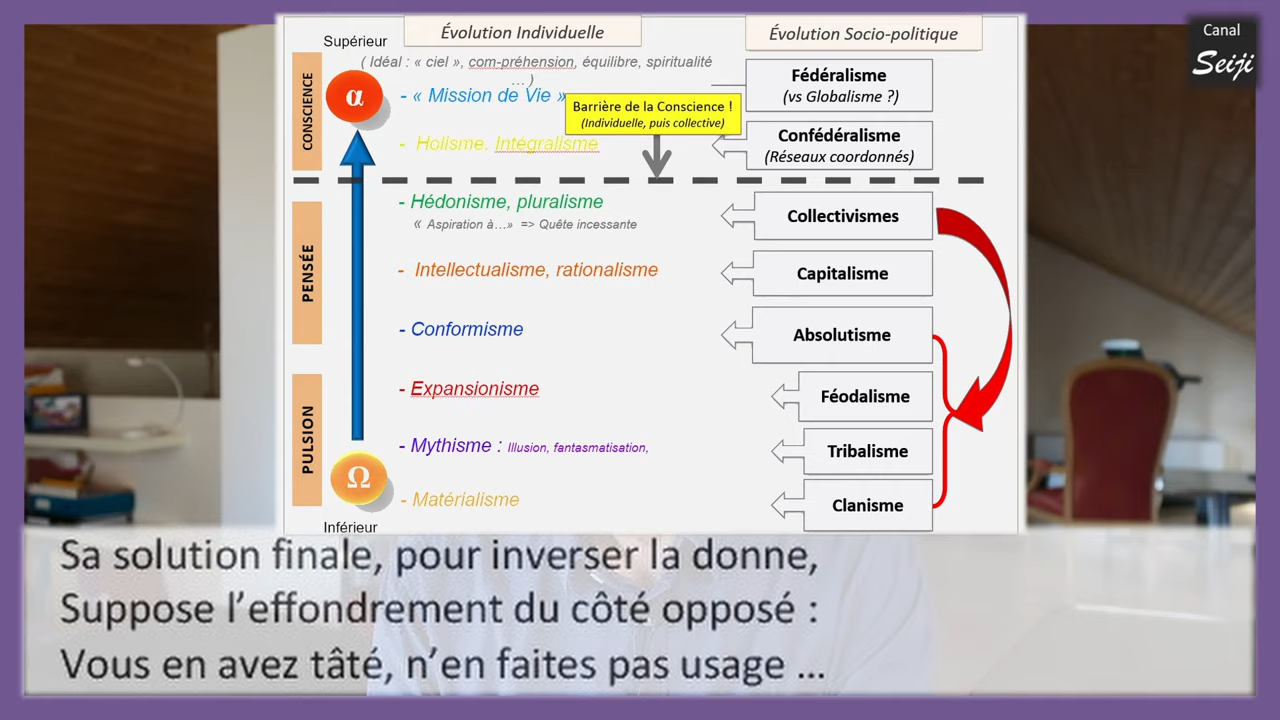 Évolution Individuelle
Évolution Socio-politique
Canal
Seiji
Supérieur
( Idéal : « ciel », com-préhension, équilibre, spiritualité
...)
CONSCIENCE
α
- « Mission de Vie »
Barrière de la Conscience !
(Individuelle, puis collective)
Fédéralisme
(vs Globalisme ?)
- Holisme, Intégralisme
Confédéralisme
(Réseaux coordonnés)
PENSÉE
- Hédonisme, pluralisme
« Aspiration à…» => Quête incessante
Collectivismes
- Intellectualisme, rationalisme
Capitalisme
- Conformisme
Absolutisme
PULSION
- Expansionisme
Féodalisme
- Mythisme : Illusion, fantasmatisation,
Tribalisme
Ω
- Matérialisme
Clanisme
Inférieur
Sa solution finale, pour inverser la donne,
Suppose l’effondrement du côté opposé :
Vous en avez tâté, n’en faites pas usage ...